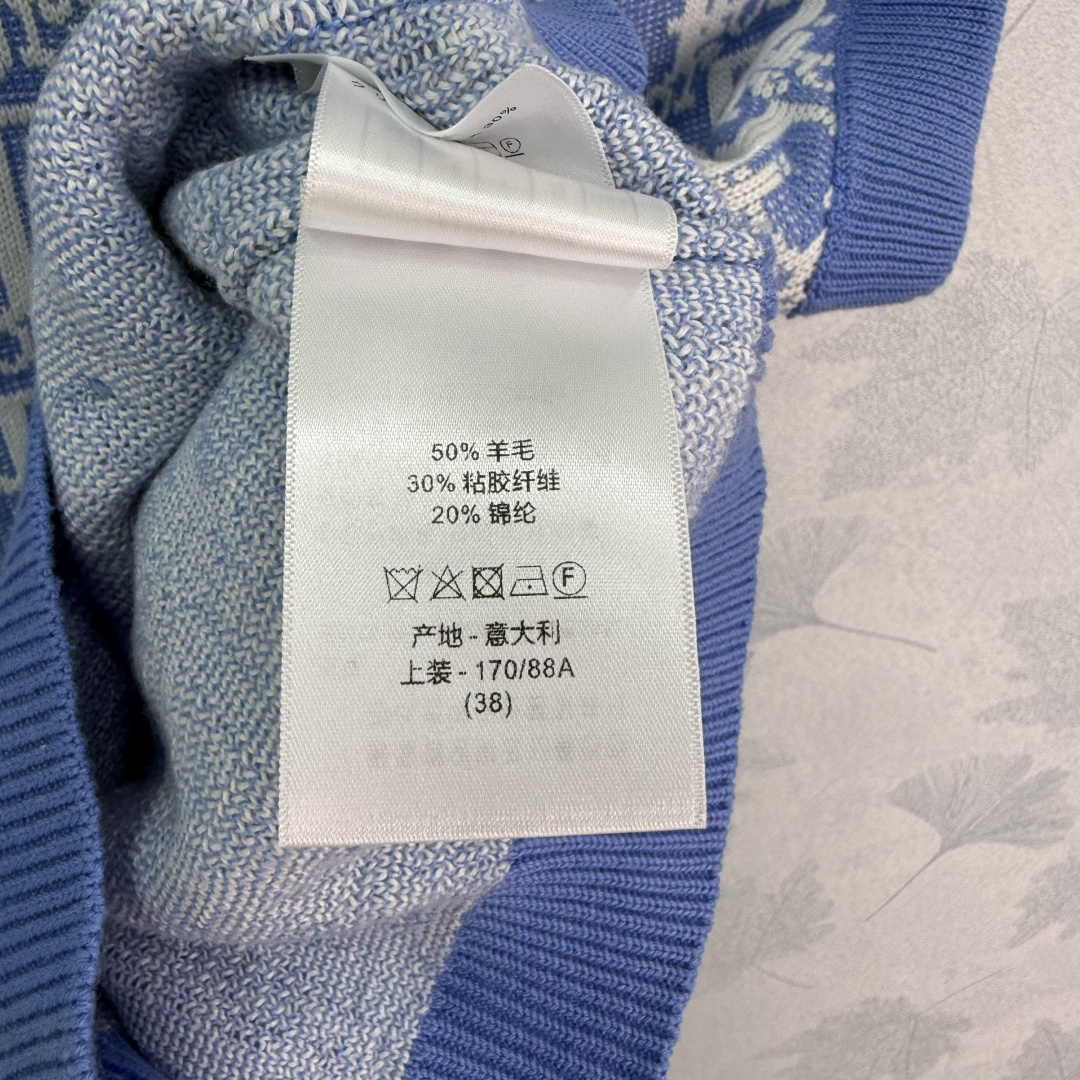 50% 羊毛
30% 粘胶纤维
20% 锦纶
F
产地 - 意大利
上装 - 170/88A
(38)